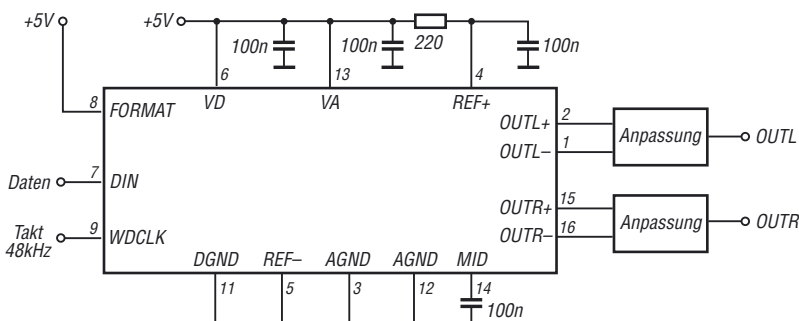 +5V
+5V
100n
100n
220
100n
6
13
4
8
FORMAT
VD
VA
REF+
OUTL+
2
OUTL–
1
Anpassung
OUTL
Daten
7
DIN
OUTR+
15
OUTR–
16
Anpassung
OUTR
Takt
48kHz
9
WDCLK
DGND
REF–
AGND
AGND
MID
11
5
3
12
14
100n